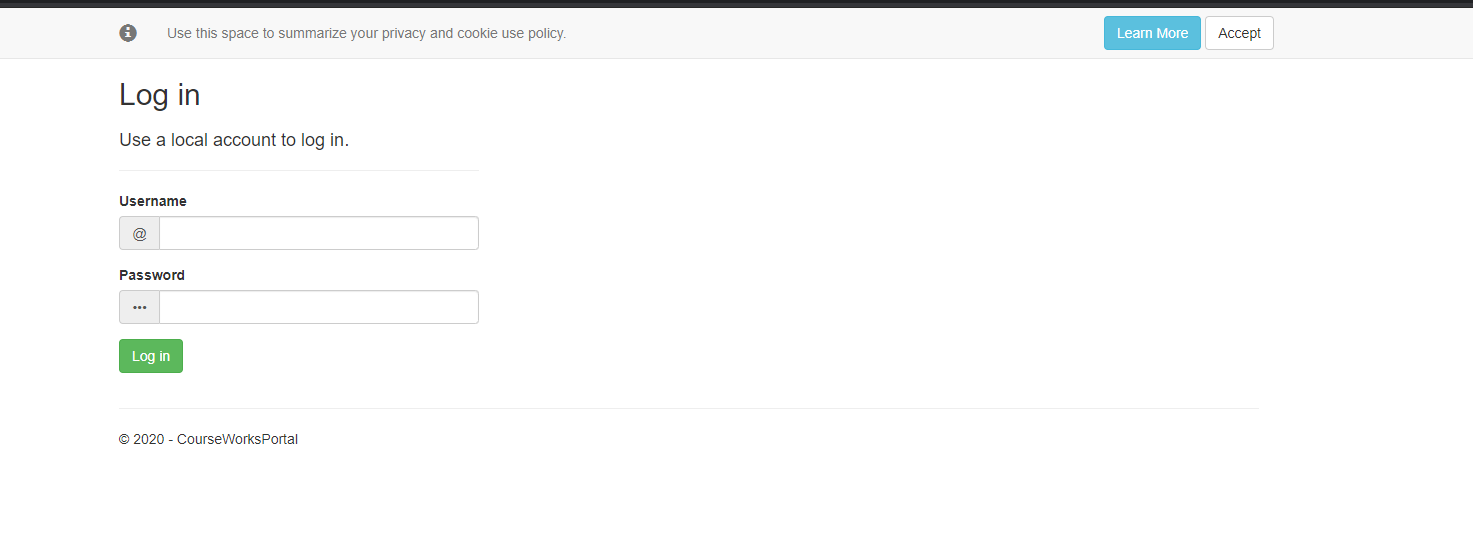 Use this space to summarize your privacy and cookie use policy.
Learn More
Accept
Log in
Use a local account to log in.
Username
@
Password
•••
Log in
© 2020 - CourseWorksPortal